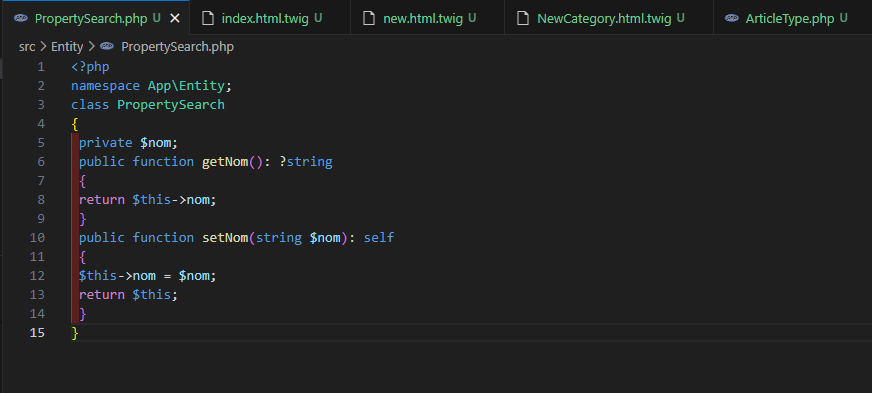 PropertySearch.php U index.html.twig U new.html.twig U NewCategory.html.twig U ArticleType.php U
src > Entity > PropertySearch.php
1 <?php
2 namespace App\Entity;
3 class PropertySearch
4 {
5 private $nom;
6 public function getNom(): ?string
7 {
8 return $this->nom;
9 }
10 public function setNom(string $nom): self
11 {
12 $this->nom = $nom;
13 return $this;
14 }
15 }